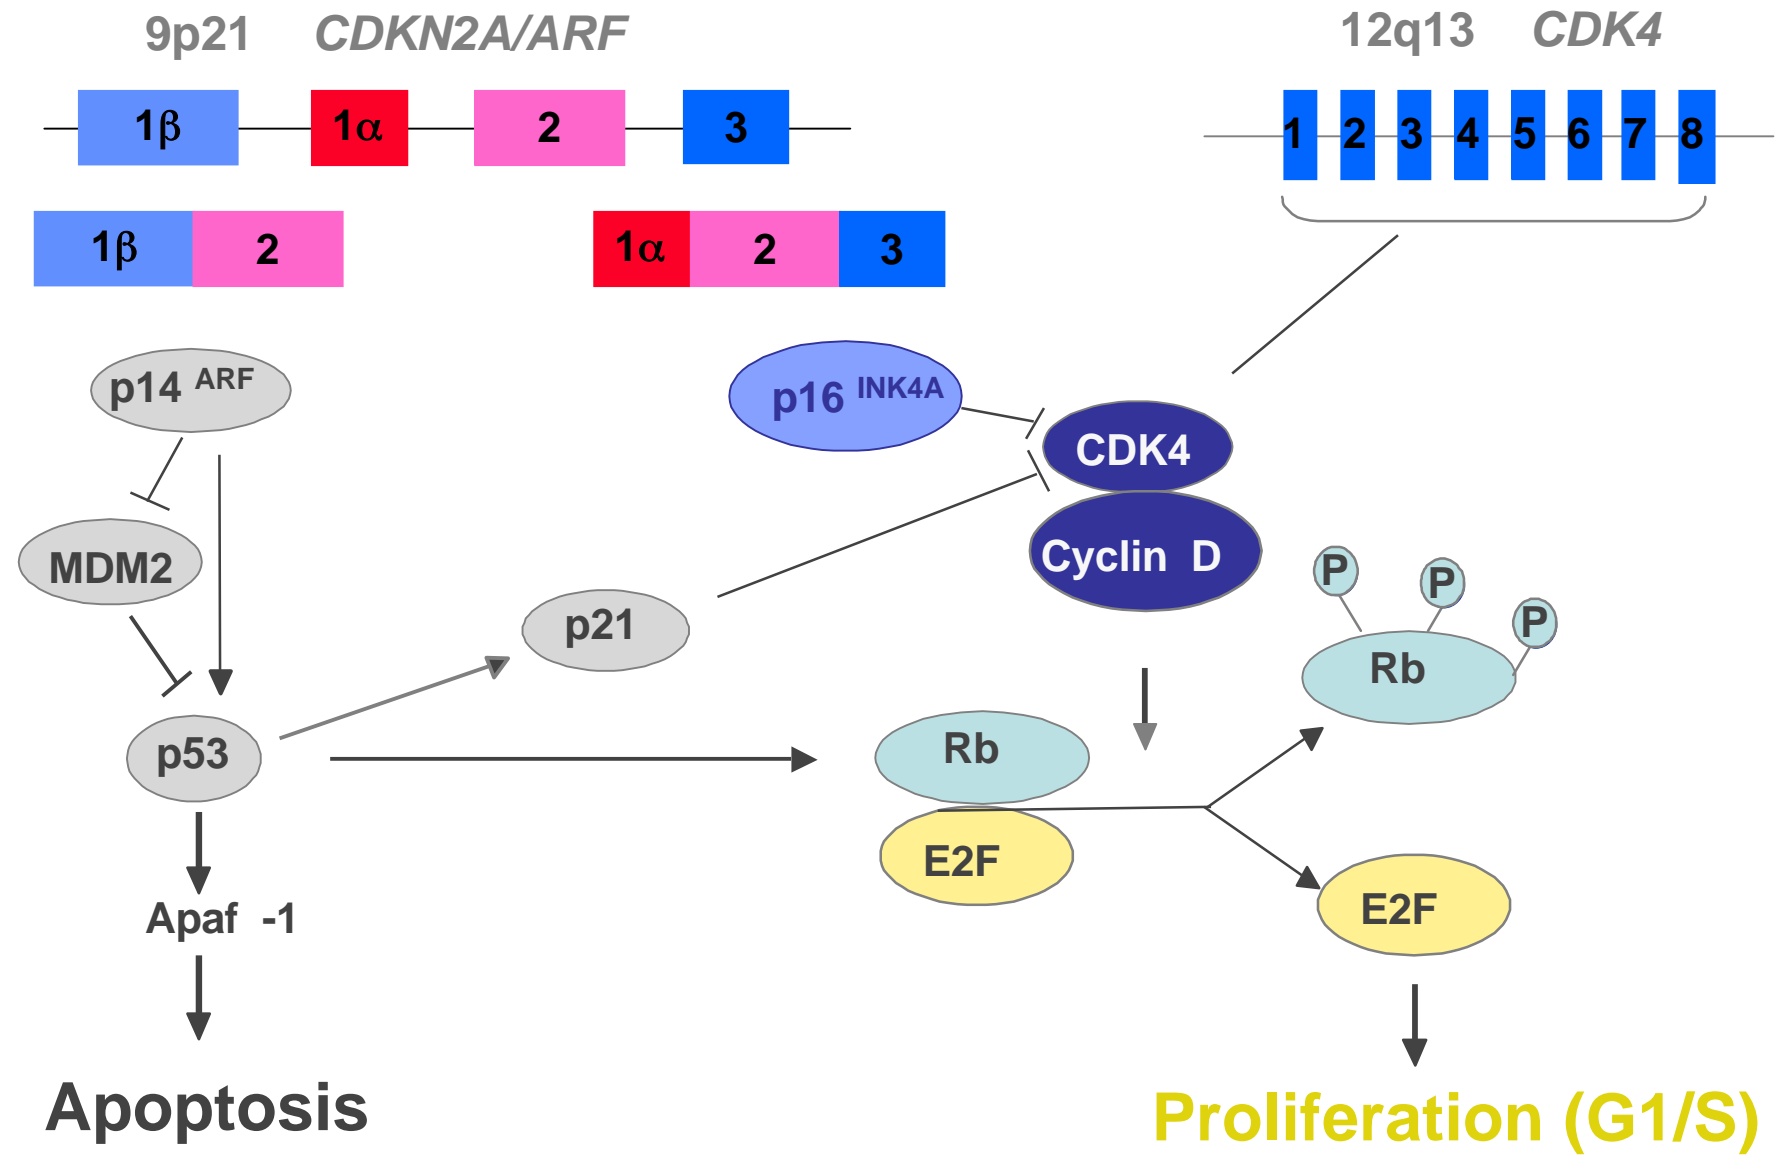 9p21 CDKN2A/ARF
12q13 CDK4
1β 1α 2 3
1 2 3 4 5 6 7 8
1β 2
1α 2 3
p14 ARF
p16 INK4A
CDK4
Cyclin D
MDM2
p21
P P P
Rb
p53
Rb
E2F
E2F
Apaf -1
Apoptosis
Proliferation (G1/S)